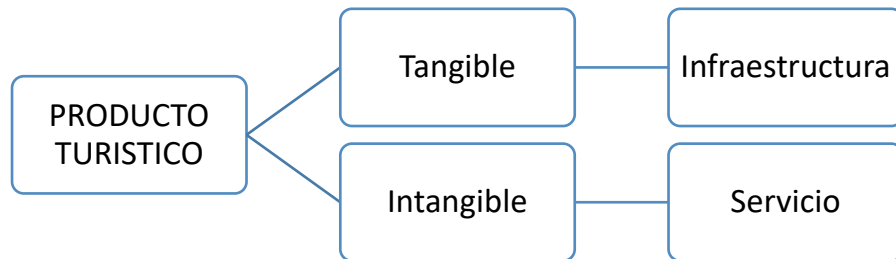 PRODUCTO
TURISTICO
Tangible
Infraestructura
Intangible
Servicio